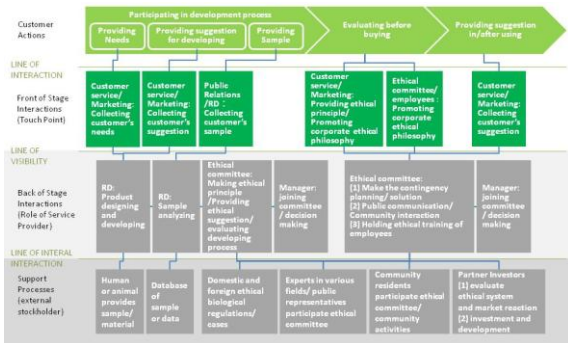 Customer
Actions
Participating in development process
Providing
Needs
Providing suggestion
for developing
Providing
Sample
Evaluating before
buying
Providing suggestion
in/after using
LINE OF
INTERACTION
Front of Stage
Interactions
(Touch Point)
Customer
service/
Marketing:
Collecting
customer's
needs
Customer
service/
Marketing:
Collecting
customer's
suggestion
Public
Relations
/RD：
Collecting
customer's
sample
Customer
service/
Marketing:
Providing ethical
principle/
Promoting
corporate ethical
philosophy
Ethical
committee/
employees :
Promoting
corporate
ethical
philosophy
Customer
service/
Marketing:
Collecting
customer's
suggestion
LINE OF
VISIBILITY
Back of Stage
Interactions
(Role of Service
Provider)
RD:
Product
designing
and
developing
RD:
Sample
analyzing
Ethical
committee:
Making ethical
principle
/Providing
ethical
suggestion/
evaluating
developing
process
Manager:
joining
committee
/ decision
making
Ethical committee:
[1] Make the contingency
planning/ solution
[2] Public communisation/
Community interaction
[3] Holding ethical training of
employees
Manager:
joining
committee
/ decision
making
LINE OF INTERAL
INTERACTION
Support
Processes
(external
stockholder)
Human
or animal
provides
sample/
material
Database
of
sample
or data
Domestic and
foreign ethical
biological
regulations/
cases
Experts in various
fields/ public
representatives
participate ethical
committee
Community
residents
participate ethical
committee/
community
activities
Partner Investors
[1] evaluate
ethical system
and market reaction
[2] investment and
development